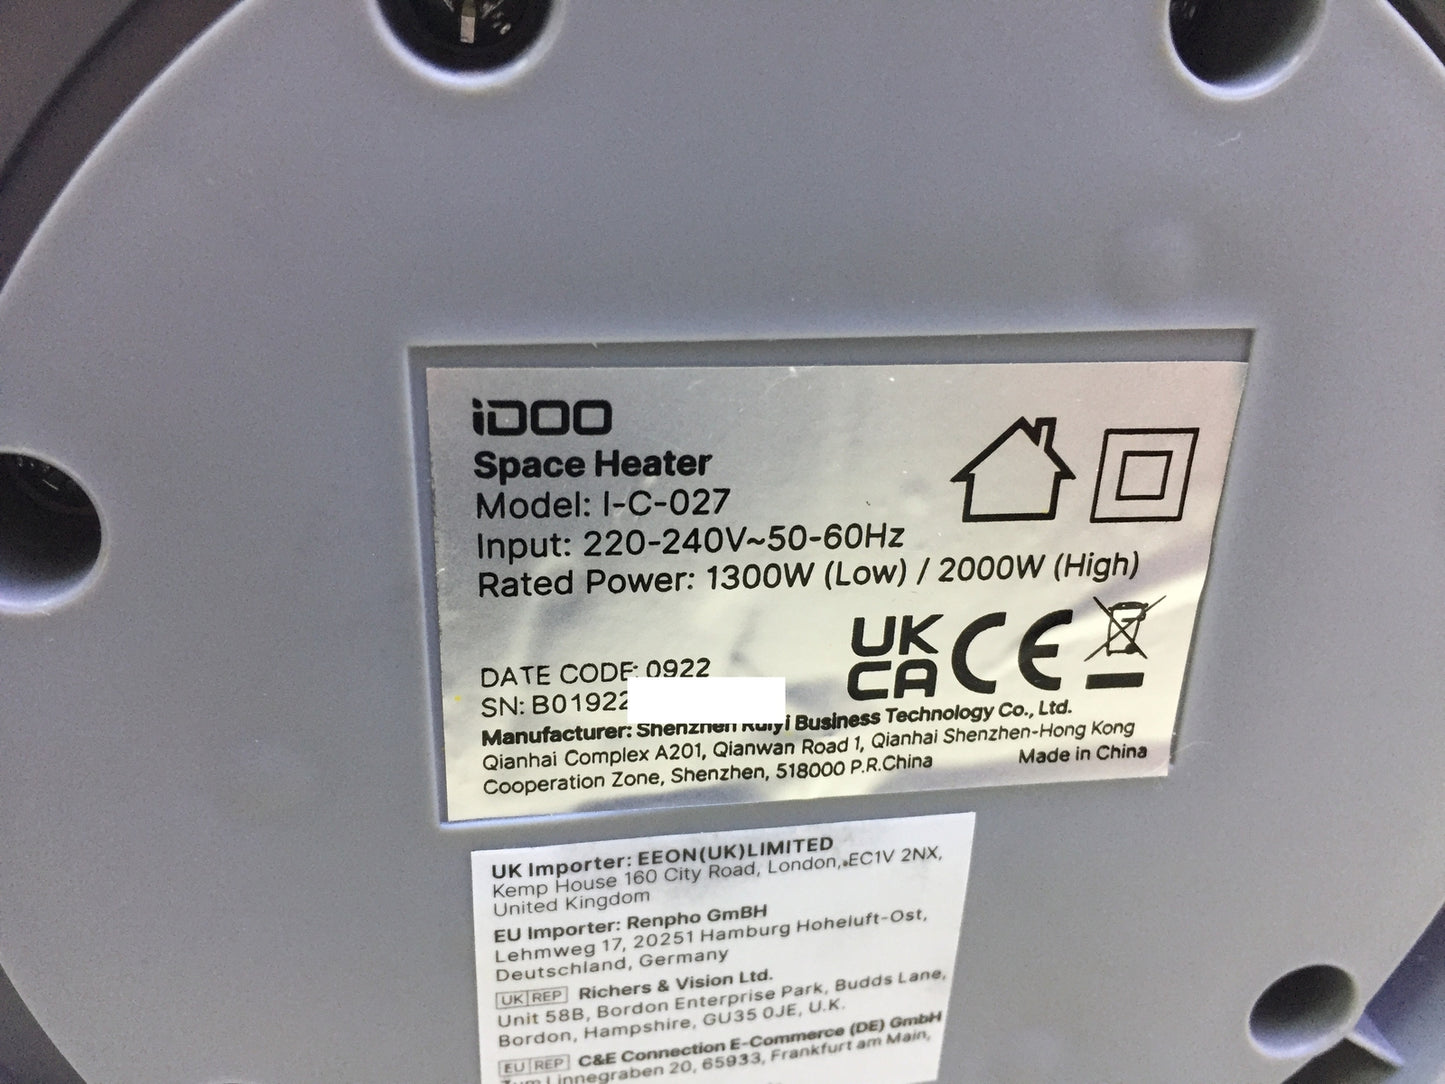 iDOO
Space Heater
Model: I-C-027
Input: 220-240V~50-60Hz
Rated Power: 1300W (Low) / 2000W (High)
UK
CA CE
DATE CODE: 0922
SN: B01922
Manufacturer: Shenzhen Ruiyi Business Technology Co., Ltd.
Qianhai Complex A201, Qianwan Road 1, Qianhai Shenzhen-Hong Kong
Cooperation Zone, Shenzhen, 518000 P.R.China
Made in China
UK Importer: EEON(UK)LIMITED
Kemp House 160 City Road, London, EC1V 2NX,
United Kingdom
EU Importer: Renpho GmBH
Lehmweg 17, 20251 Hamburg Hoheluft-Ost,
Deutschland, Germany
UK REP Richers & Vision Ltd.
Unit 58B, Bordon Enterprise Park, Budds Lane,
Bordon, Hampshire, GU35 0JE, U.K.
EU REP C&E Connection E-Commerce (DE) GmbH
Zum Linnegraben 20, 65933, Frankfurt am Main,